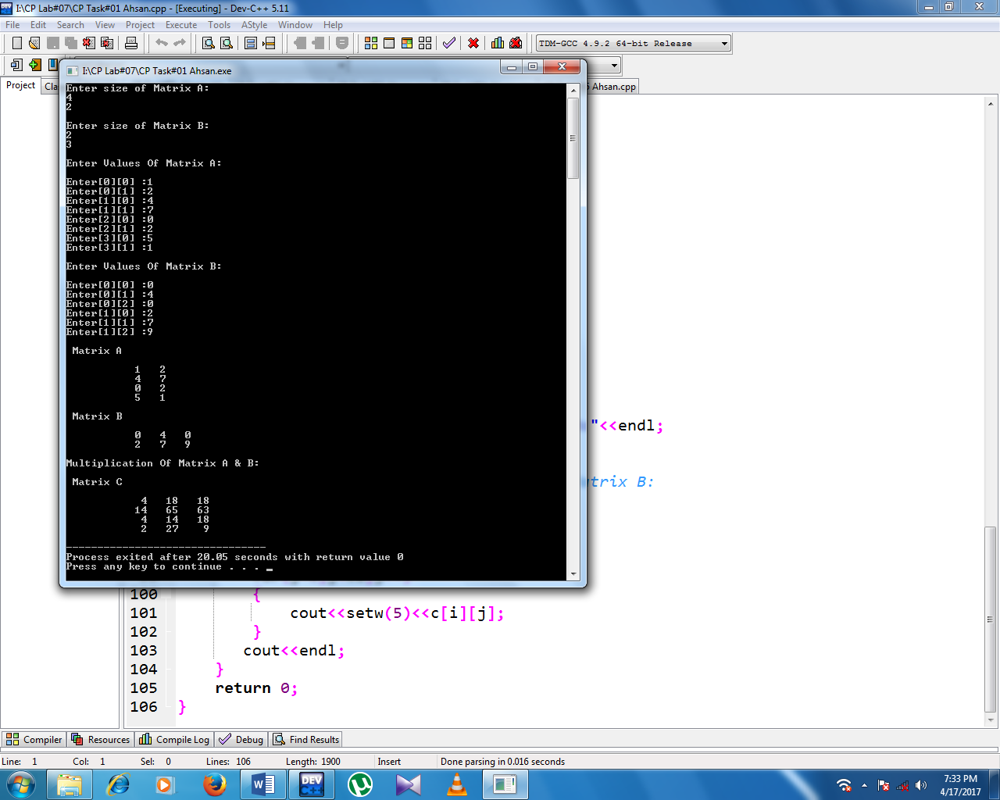 I:\CP Lab#07\CP Task#01 Ahsan.cpp - [Executing] - Dev-C++ 5.11
File Edit Search View Project Execute Tools AStyle Window Help
TDM-GCC 4.9.2 64-bit Release
I:\CP Lab#07\CP Task#01 Ahsan.exe
Project Cla Ahsan.cpp
Enter size of Matrix A:
4
2
Enter size of Matrix B:
2
3
Enter Values Of Matrix A:
Enter[0][0] :1
Enter[0][1] :2
Enter[1][0] :4
Enter[1][1] :7
Enter[2][0] :0
Enter[2][1] :2
Enter[3][0] :5
Enter[3][1] :1
Enter Values Of Matrix B:
Enter[0][0] :0
Enter[0][1] :4
Enter[0][2] :0
Enter[1][0] :2
Enter[1][1] :7
Enter[1][2] :9
Matrix A
1 2
4 7
0 2
5 1
Matrix B
0 4 0
2 7 9
Multiplication Of Matrix A & B:
Matrix C
4 18 18
14 65 63
4 14 18
2 27 9
--------------------------------
Process exited after 20.05 seconds with return value 0
Press any key to continue . . . _
"<<endl;
trix B:
100 {
101 cout<<setw(5)<<c[i][j];
102 }
103 cout<<endl;
104 }
105 return 0;
106 }
Compiler Resources Compile Log Debug Find Results
Line: 1 Col: 1 Sel: 0 Lines: 106 Length: 1900 Insert Done parsing in 0.016 seconds
7:33 PM
4/17/2017